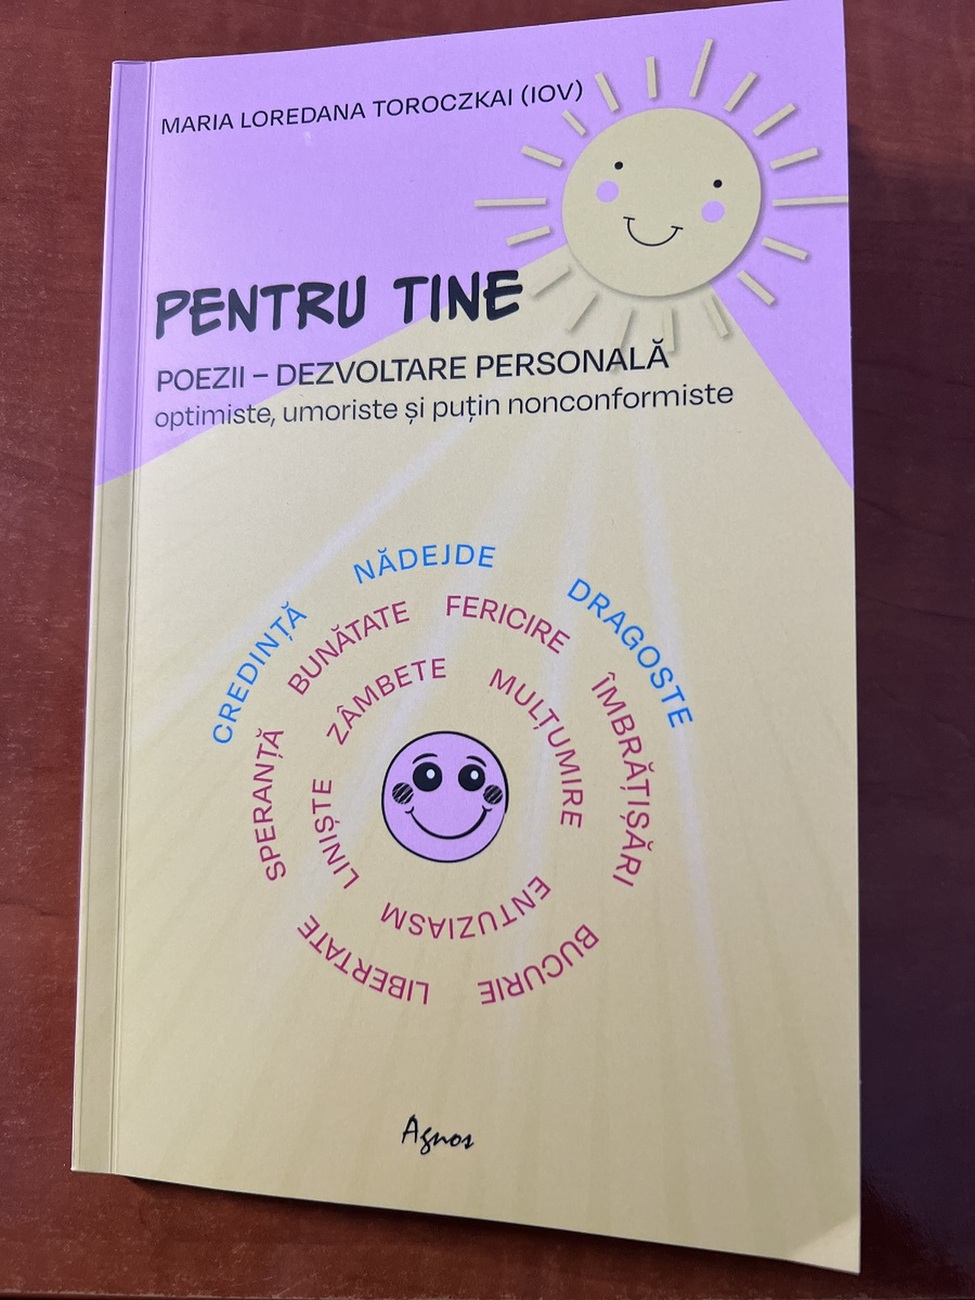 MARIA LOREDANA TOROCZKAI (IOV)
PENTRU TINE
POEZII – DEZVOLTARE PERSONALĂ
optimiste, umoriste și puțin nonconformiste
CREDINȚĂ
NĂDEJDE
DRAGOSTE
SPERANȚĂ
BUNĂTATE
FERICIRE
ÎMBRĂȚIȘĂRI
BUCURIE
LIBERTATE
LINIȘTE
ZÂMBETE
MULȚUMIRE
ENTUZIASM
Agnos